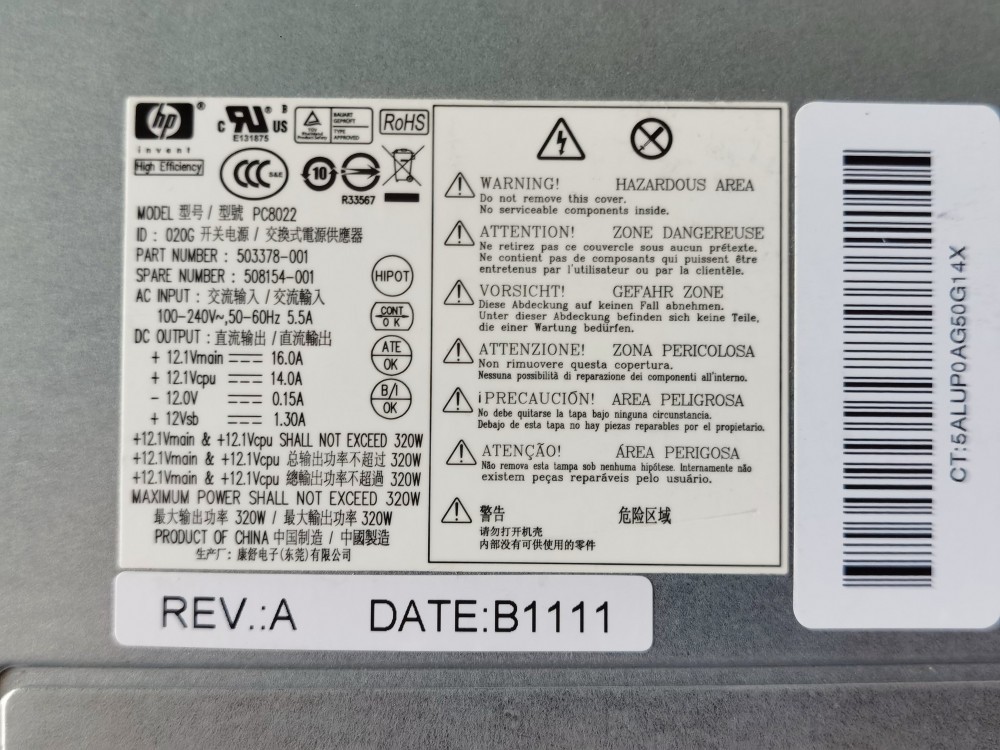 hp ®
invent
High Efficiency
c RU ® US
E131875
BAUART
GEPRÜFT
TYPE
APPROVED
RoHS
CCC S&E
10
R33567
MODEL 型号 / 型號 PC8022
ID : 020G 开关电源 / 交換式電源供應器
PART NUMBER : 503378-001
SPARE NUMBER : 508154-001
AC INPUT : 交流输入 / 交流輸入
100-240V~,50-60Hz 5.5A
DC OUTPUT : 直流输出 / 直流輸出
+ 12.1Vmain 16.0A
+ 12.1Vcpu 14.0A
- 12.0V 0.15A
+ 12Vsb 1.30A
HIPOT
CONT
O K
ATE
OK
B/I
OK
+12.1Vmain & +12.1Vcpu SHALL NOT EXCEED 320W
+12.1Vmain & +12.1Vcpu 总输出功率不超过 320W
+12.1Vmain & +12.1Vcpu 總輸出功率不超過 320W
MAXIMUM POWER SHALL NOT EXCEED 320W
最大输出功率 320W / 最大輸出功率 320W
PRODUCT OF CHINA 中国制造 / 中國製造
生产厂: 康舒电子(东莞)有限公司
WARNING! HAZARDOUS AREA
Do not remove this cover.
No serviceable components inside.
ATTENTION! ZONE DANGEREUSE
Ne retirez pas ce couvercle sous aucun prétexte.
Ne contient pas de composants qui puissent être
entretenus par l'utilisateur ou par la clientèle.
VORSICHT! GEFAHR ZONE
Diese Abdeckung auf keinen Fall abnehmen.
Unter dieser Abdeckung befinden sich keine Teile,
die einer Wartung bedürfen.
ATTENZIONE! ZONA PERICOLOSA
Non rimuovere questa copertura.
Nessuna possibilità di reparazione dei componenti all'interno.
¡PRECAUCIÓN! AREA PELIGROSA
No debe quitarse la tapa bajo ninguna circunstancia.
Debajo de esta tapa no hay piezas reparables por el propietario.
ATENÇÃO! ÁREA PERIGOSA
Não remova esta tampa sob nenhuma hipótese. Internamente não
existem peças reparáveis pelo usuário.
警告 危险区域
请勿打开机壳
内部没有可供使用的零件
CT:5ALUP0AG50G14X
REV.:A DATE:B1111